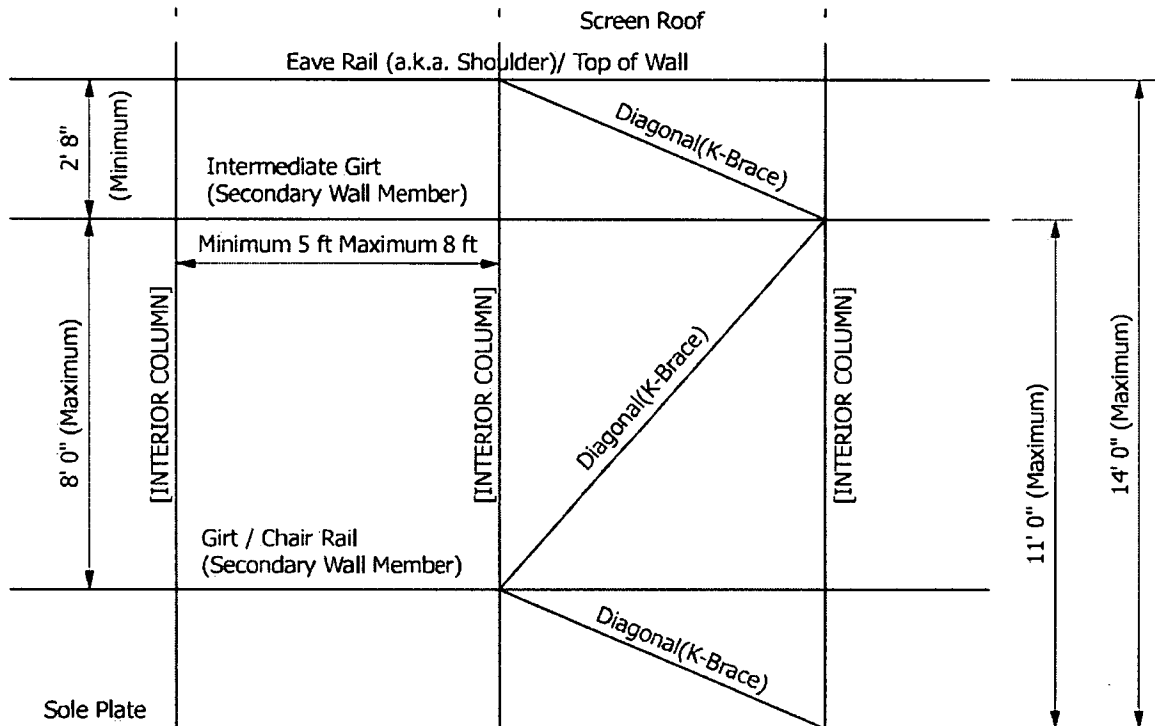 Screen Roof
Eave Rail (a.k.a. Shoulder)/ Top of Wall
2' 8"
(Minimum)
Diagonal(K-Brace)
Intermediate Girt
(Secondary Wall Member)
Minimum 5 ft Maximum 8 ft
8' 0" (Maximum)
[INTERIOR COLUMN]
[INTERIOR COLUMN]
Diagonal(K-Brace)
[INTERIOR COLUMN]
11' 0" (Maximum)
14' 0" (Maximum)
Girt / Chair Rail
(Secondary Wall Member)
Diagonal(K-Brace)
Sole Plate